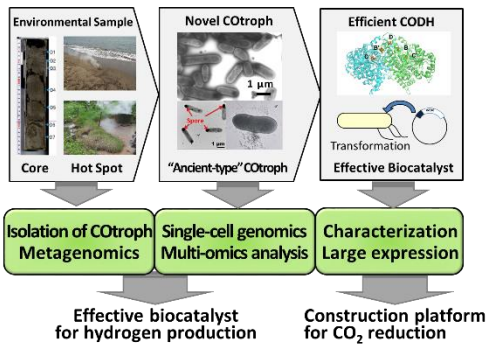 Environmental Sample
Novel COtroph
Efficient CODH
Core
Hot Spot
1 μm
Spore
1 μm
"Ancient-type" COtroph
D
B
B
C
C
Transformation
Effective Biocatalyst
Isolation of COtroph
Metagenomics
Single-cell genomics
Multi-omics analysis
Characterization
Large expression
Effective biocatalyst
for hydrogen production
Construction platform
for CO₂ reduction